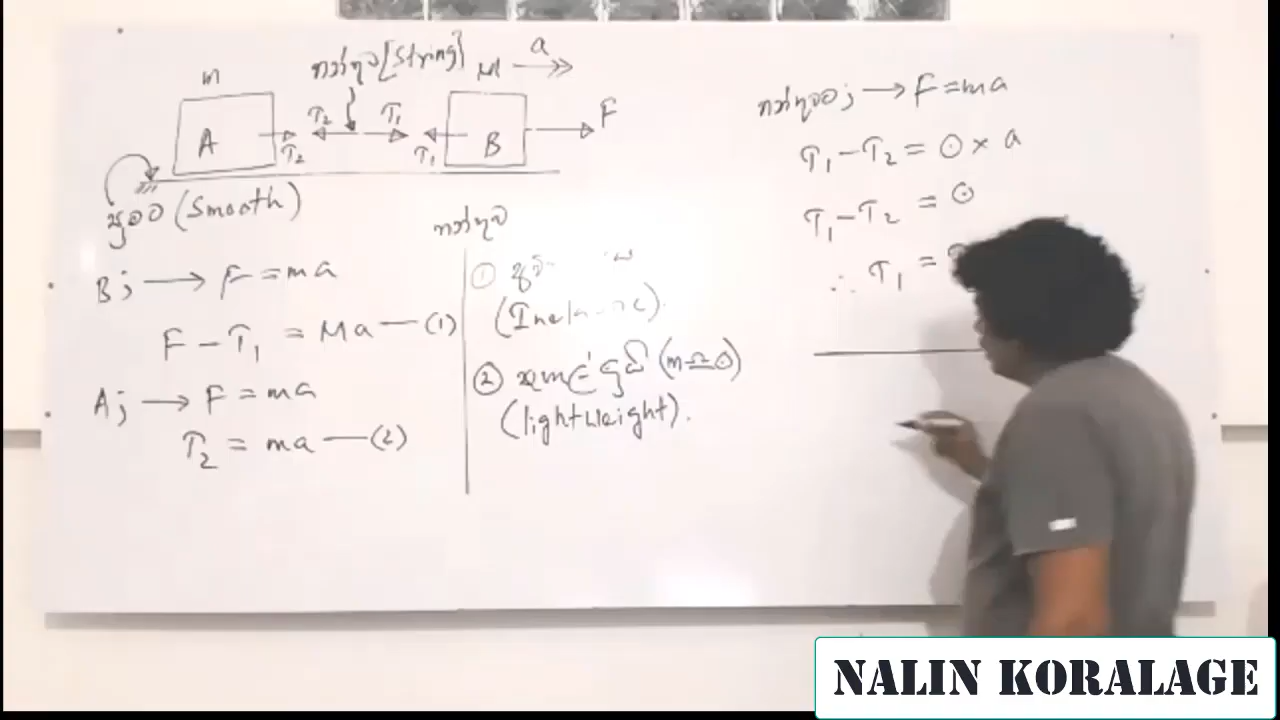 m
තන්තුව [String]
M
a
T₂
T₁
F
A
T₂
T₁
B
සුමට (Smooth)
B; → F = ma
F − T₁ = Ma — (1)
A; → F = ma
T₂ = ma — (2)
තන්තුව
①
② සැහැල්ලුයි (m ≏ 0)
(lightweight).
තන්තුවට; → F = ma
T₁ − T₂ = 0 × a
T₁ − T₂ = 0
∴ T₁ =
NALIN KORALAGE